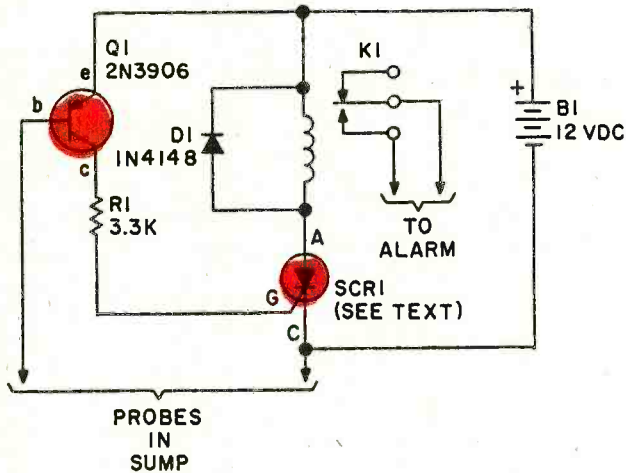 Q1
2N3906
e
b
c
K1
D1
1N4148
+
B1
12 VDC
R1
3.3K
TO
ALARM
A
G
SCR1
(SEE TEXT)
C
PROBES
IN
SUMP